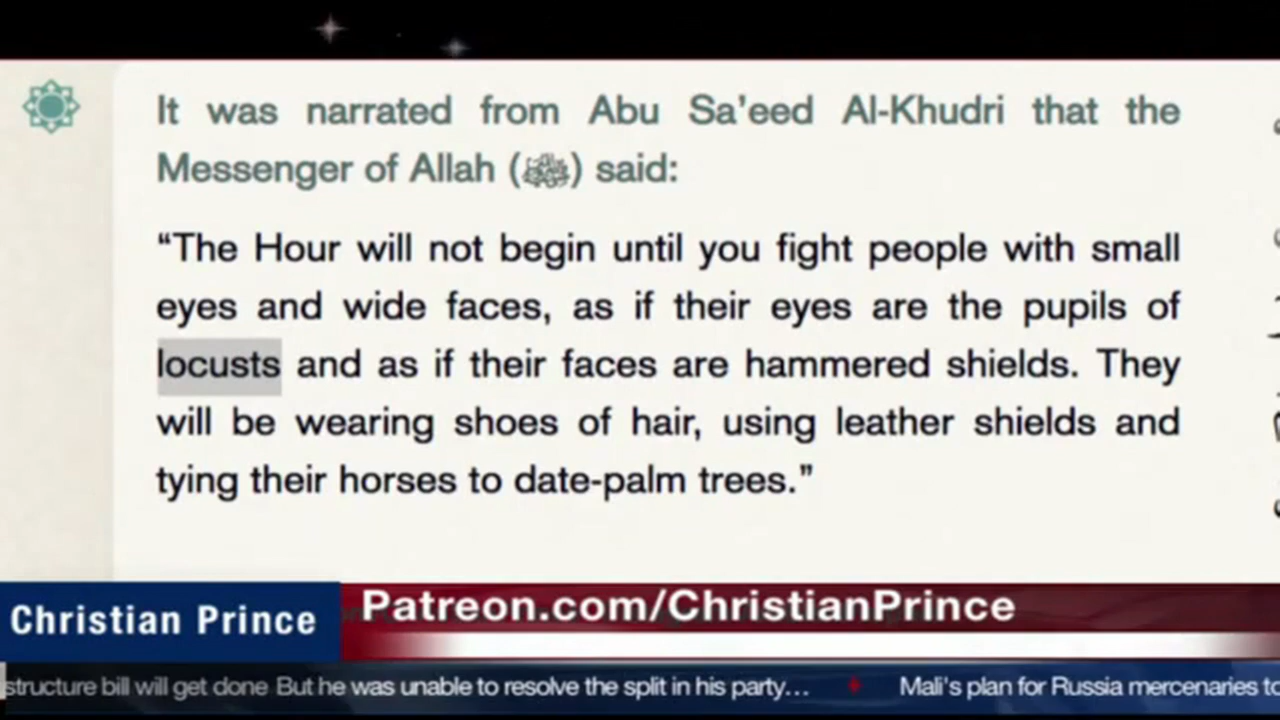 It was narrated from Abu Sa'eed Al-Khudri that the
Messenger of Allah (ﷺ) said:
“The Hour will not begin until you fight people with small
eyes and wide faces, as if their eyes are the pupils of
locusts and as if their faces are hammered shields. They
will be wearing shoes of hair, using leather shields and
tying their horses to date-palm trees.”
Christian Prince
Patreon.com/ChristianPrince
structure bill will get done But he was unable to resolve the split in his party... Mali's plan for Russia mercenaries to